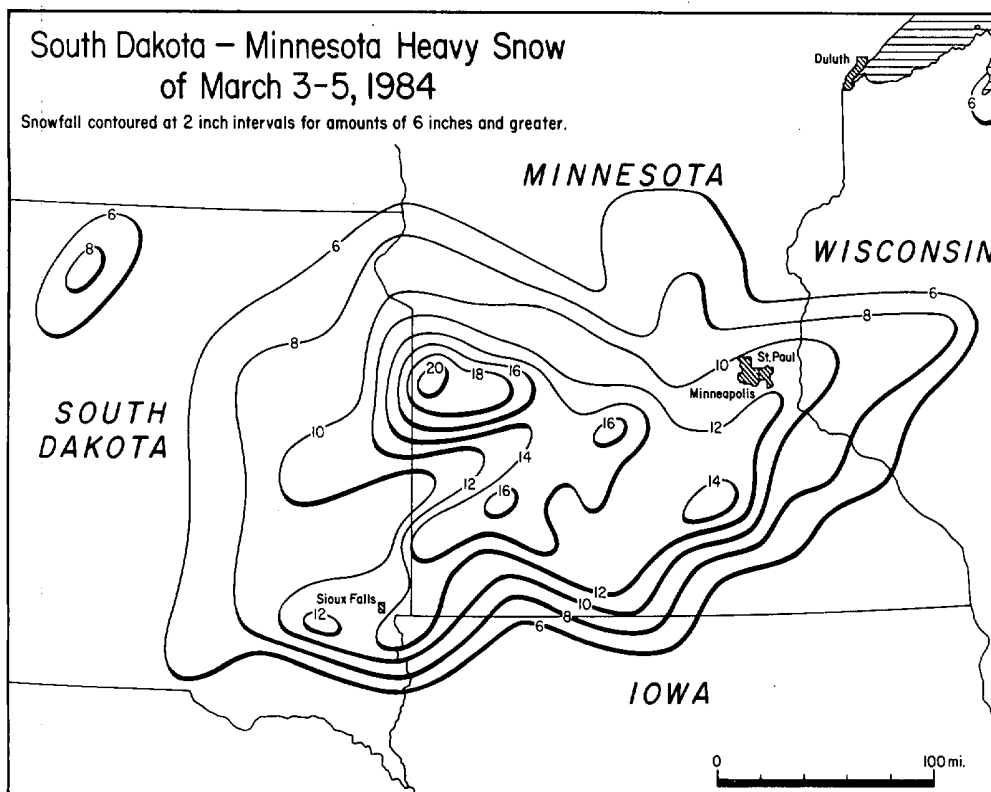 South Dakota – Minnesota Heavy Snow
of March 3-5, 1984
Snowfall contoured at 2 inch intervals for amounts of 6 inches and greater.
Duluth
6
MINNESOTA
6
8
6
WISCONSIN
6
8
8
10
St. Paul
Minneapolis
20
18
16
SOUTH
DAKOTA
10
12
16
14
12
16
14
Sioux Falls
12
12
10
8
6
IOWA
0
100 mi.